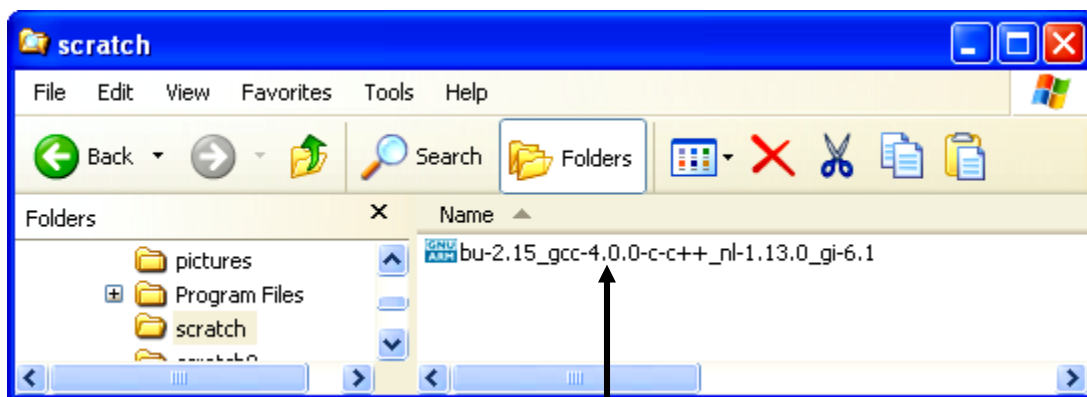 scratch
File Edit View Favorites Tools Help
Back Search Folders
Folders
Name
pictures
Program Files
scratch
GNU
ARM
bu-2.15_gcc-4.0.0-c-c++_nl-1.13.0_gi-6.1